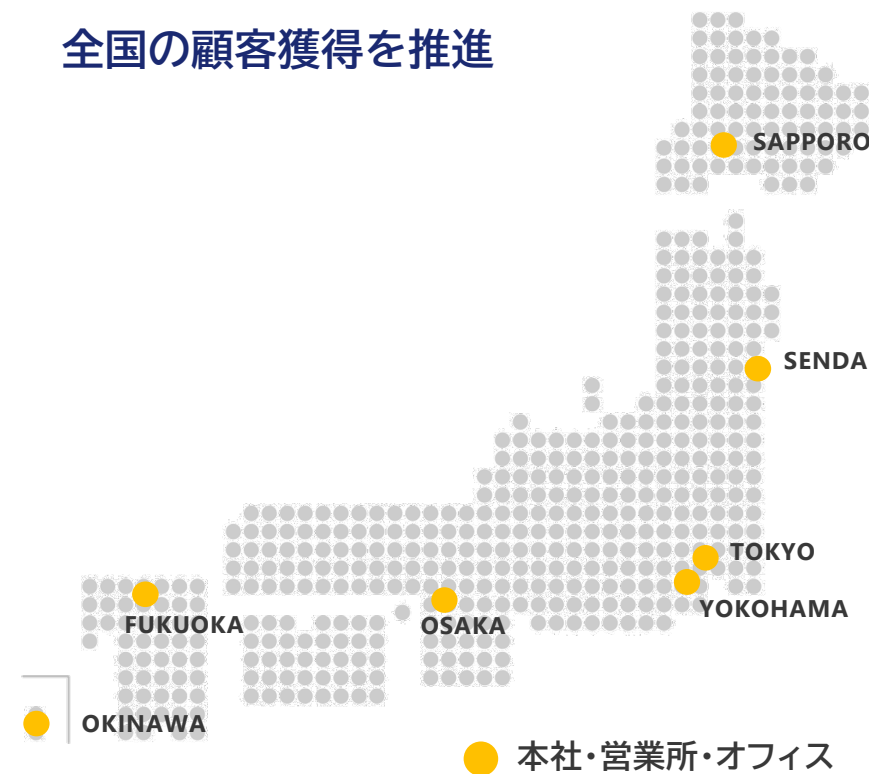 全国の顧客獲得を推進
SAPPORO
SENDA
TOKYO
YOKOHAMA
FUKUOKA
OSAKA
OKINAWA
本社・営業所・オフィス